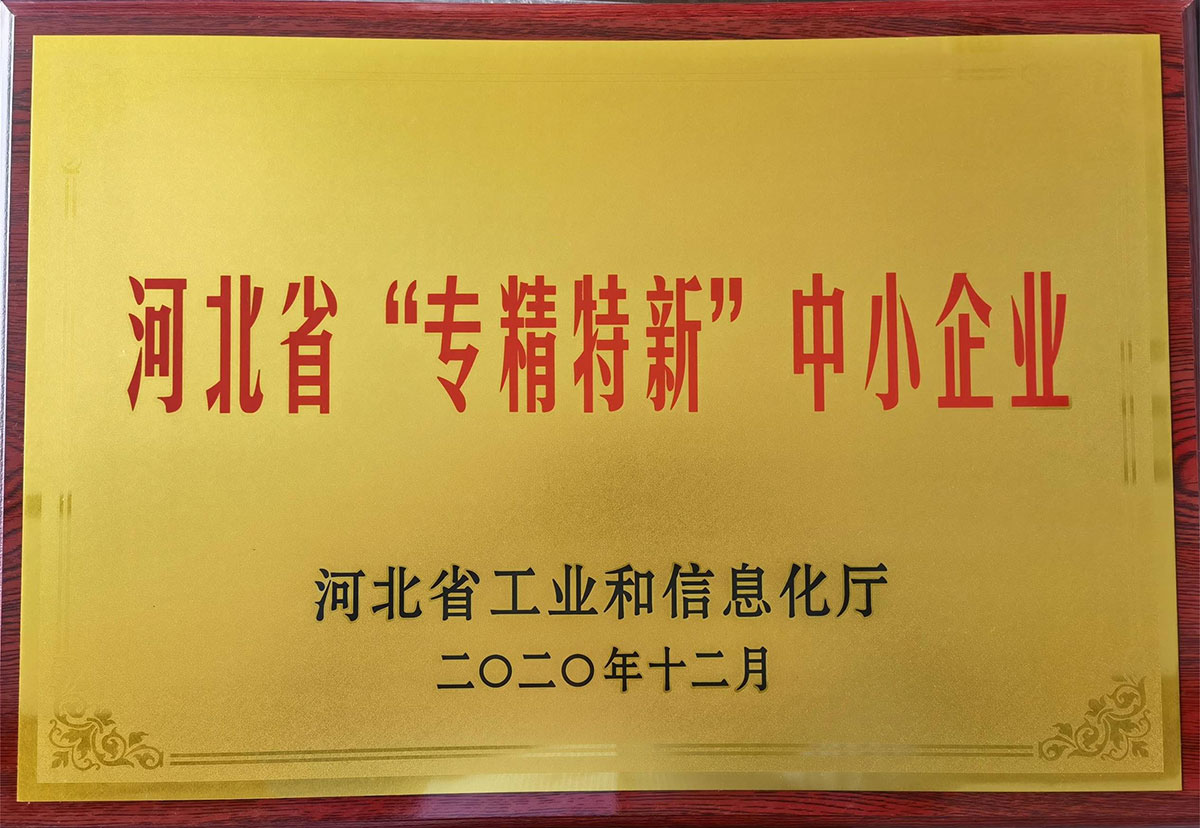 河北省“专精特新”中小企业
河北省工业和信息化厅
二〇二〇年十二月